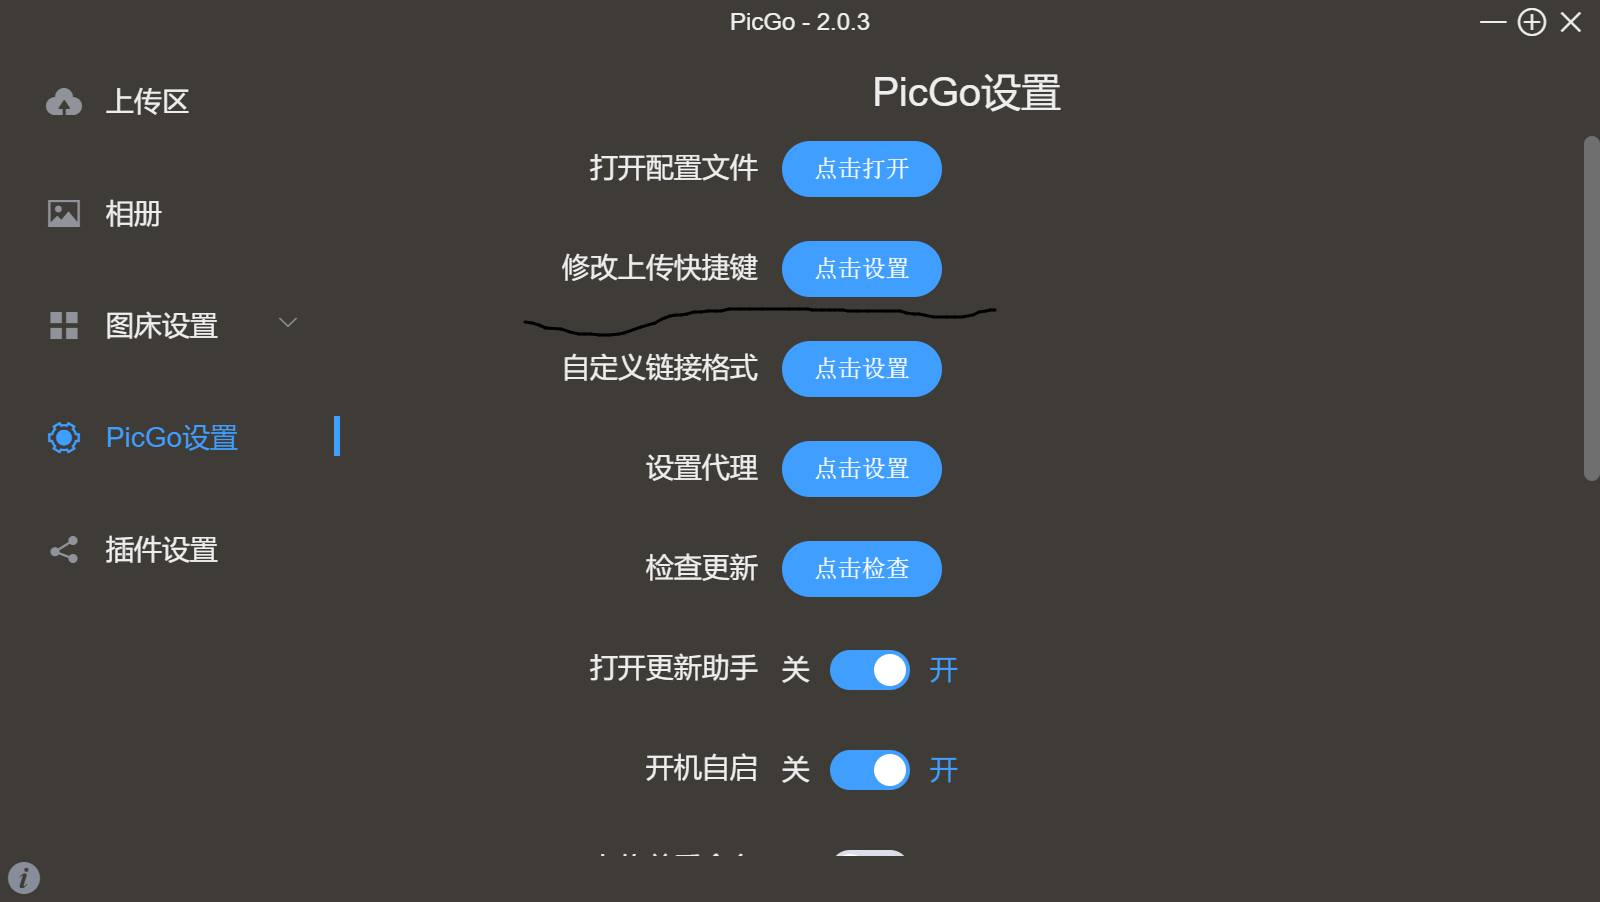 PicGo - 2.0.3
上传区
相册
图床设置
PicGo设置
插件设置
PicGo设置
打开配置文件 点击打开
修改上传快捷键 点击设置
自定义链接格式 点击设置
设置代理 点击设置
检查更新 点击检查
打开更新助手 关 开
开机自启 关 开